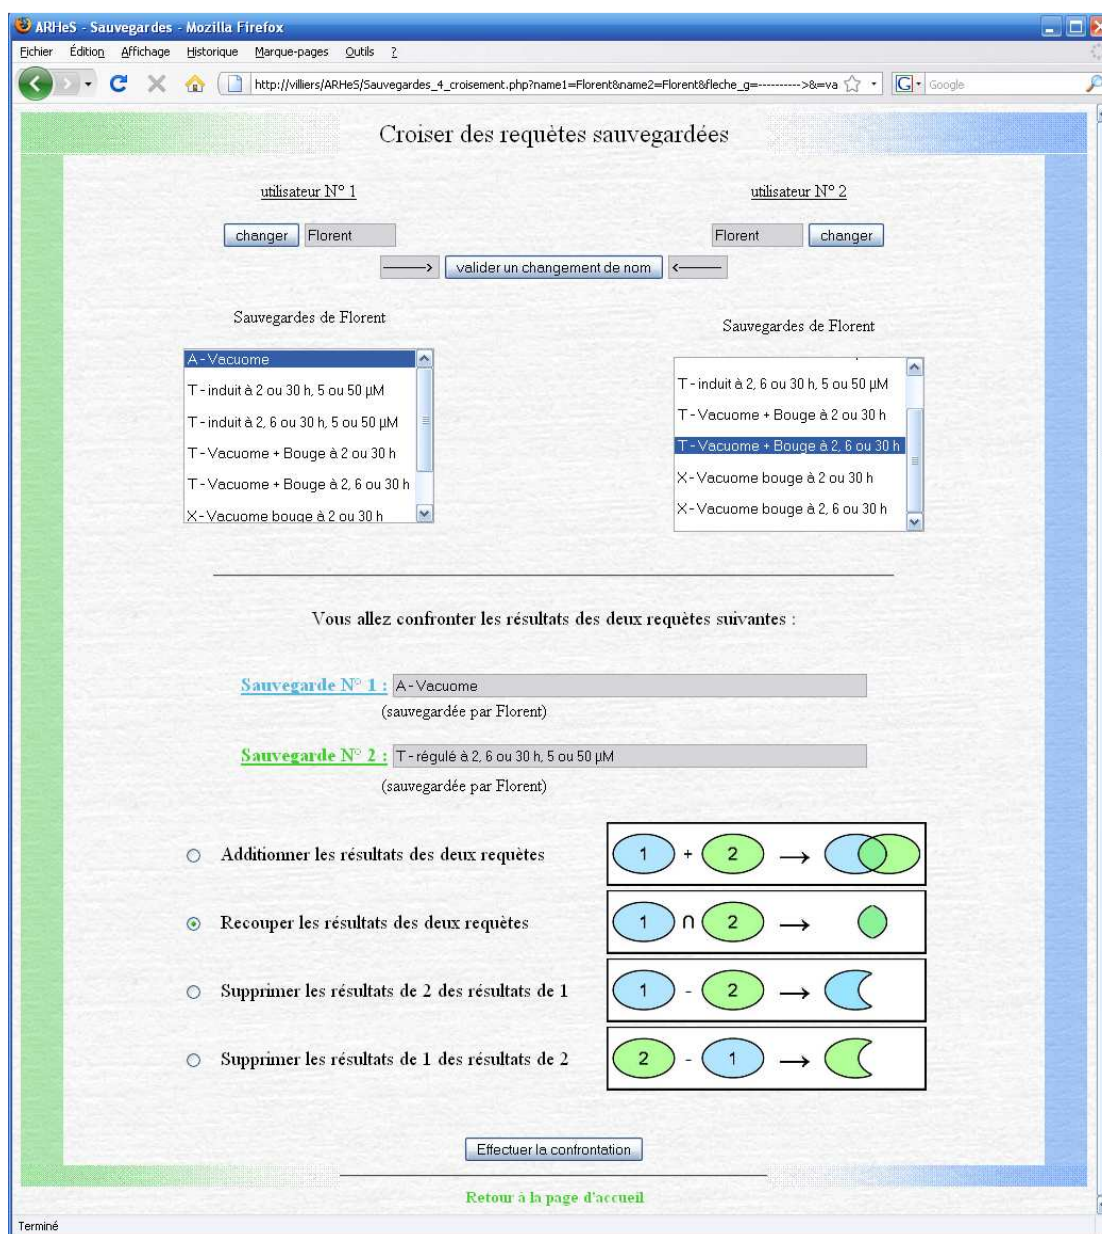 ARHeS - Sauvegardes - Mozilla Firefox
Fichier Édition Affichage Historique Marque-pages Outils ?
http://villiers/ARHeS/Sauvegardes_4_croisement.php?name1=Florent&name2=Florent&fleche_g=---------->&=va
G Google
Croiser des requètes sauvegardées
utilisateur N° 1 utilisateur N° 2
changer Florent Florent changer
———> valider un changement de nom <———
Sauvegardes de Florent
Sauvegardes de Florent
A - Vacuome
T - induit à 2 ou 30 h, 5 ou 50 µM
T - induit à 2, 6 ou 30 h, 5 ou 50 µM
T - Vacuome + Bouge à 2 ou 30 h
T - Vacuome + Bouge à 2, 6 ou 30 h
X - Vacuome bouge à 2 ou 30 h
T - induit à 2, 6 ou 30 h, 5 ou 50 µM
T - Vacuome + Bouge à 2 ou 30 h
T - Vacuome + Bouge à 2, 6 ou 30 h
X - Vacuome bouge à 2 ou 30 h
X - Vacuome bouge à 2, 6 ou 30 h
Vous allez confronter les résultats des deux requètes suivantes :
Sauvegarde N° 1 : A - Vacuome
(sauvegardée par Florent)
Sauvegarde N° 2 : T - régulé à 2, 6 ou 30 h, 5 ou 50 µM
(sauvegardée par Florent)
Additionner les résultats des deux requètes 1 + 2 →
Recouper les résultats des deux requètes 1 ∩ 2 →
Supprimer les résultats de 2 des résultats de 1 1 - 2 →
Supprimer les résultats de 1 des résultats de 2 2 - 1 →
Effectuer la confrontation
Retour à la page d'accueil
Terminé